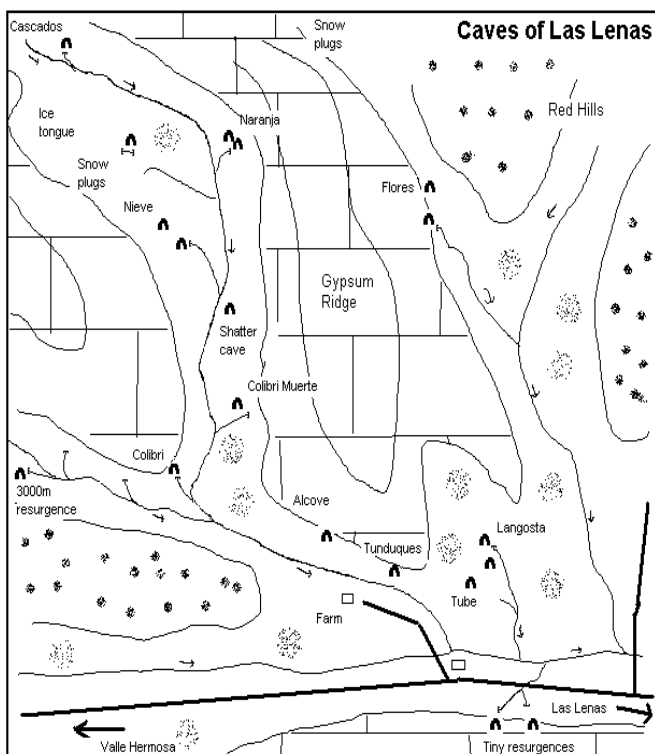 Cascados
Snow
plugs
Caves of Las Lenas
Ice
tongue
Naranja
Red Hills
Snow
plugs
Flores
Nieve
Gypsum
Ridge
Shatter
cave
Colibri Muerte
Colibri
3000m
resurgence
Alcove
Langosta
Tunduques
Tube
Farm
Las Lenas
Valle Hermosa
Tiny resurgences